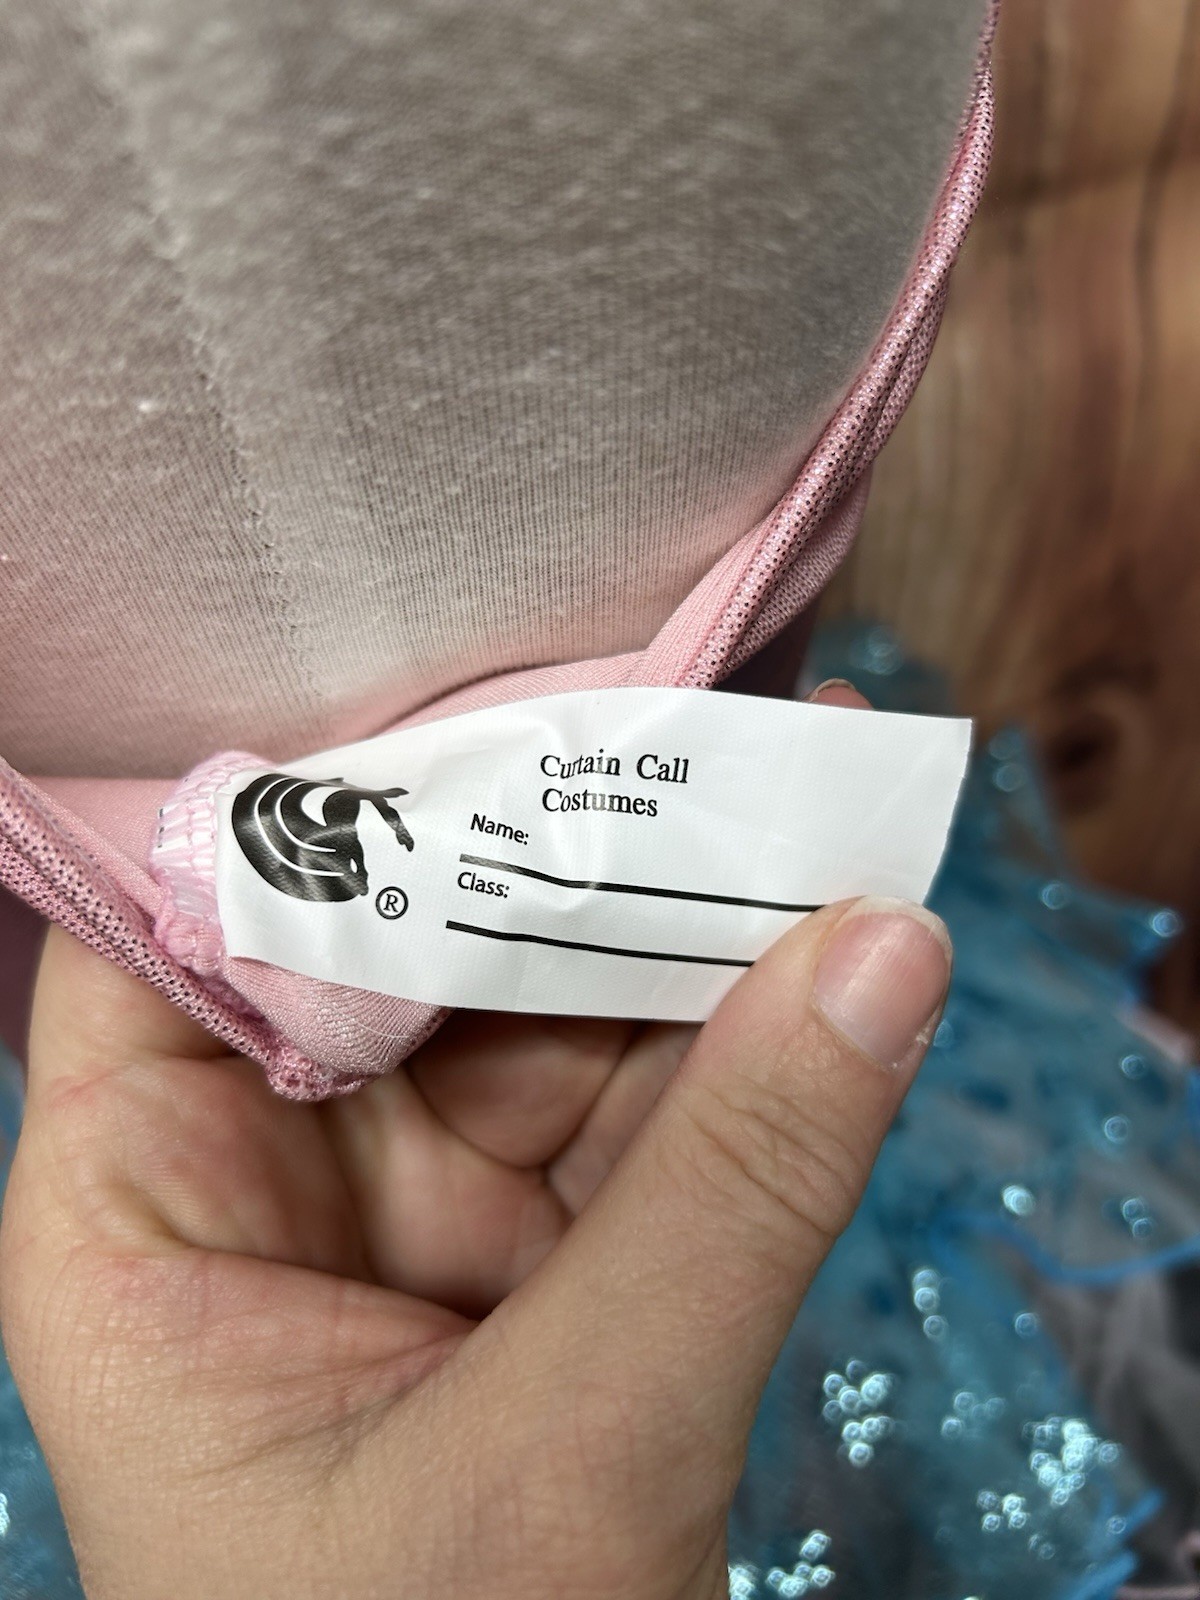 Curtain Call
Costumes
Name:
Class:
®